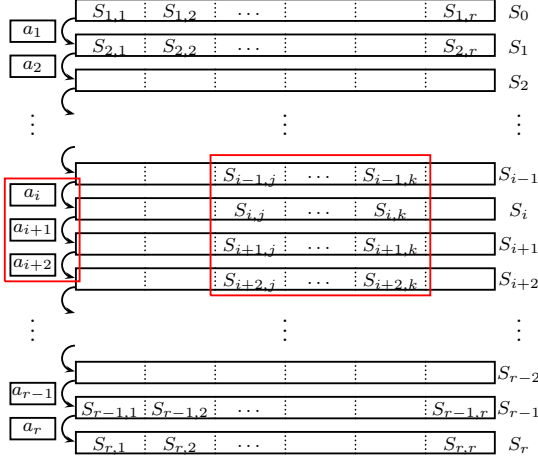 S_{1,1} S_{1,2} ... S_{1,r} S_0
a_1
S_{2,1} S_{2,2} ... S_{2,r} S_1
a_2
S_2
⋮ ⋮ ⋮
S_{i-1,j} ... S_{i-1,k} S_{i-1}
a_i
S_{i,j} ... S_{i,k} S_i
a_{i+1}
S_{i+1,j} ... S_{i+1,k} S_{i+1}
a_{i+2}
S_{i+2,j} ... S_{i+2,k} S_{i+2}
⋮ ⋮ ⋮
S_{r-2}
a_{r-1}
S_{r-1,1} S_{r-1,2} ... S_{r-1,r} S_{r-1}
a_r
S_{r,1} S_{r,2} ... S_{r,r} S_r